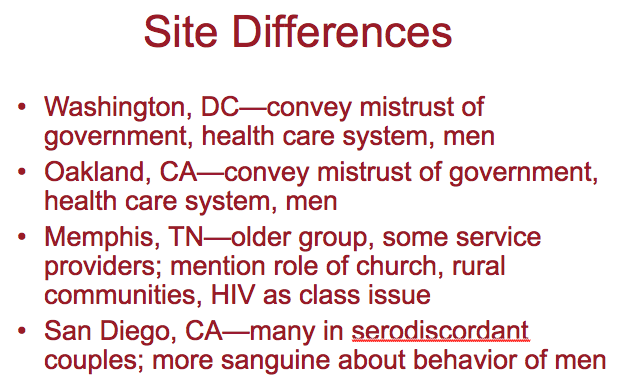 Site Differences
• Washington, DC—convey mistrust of
government, health care system, men
• Oakland, CA—convey mistrust of government,
health care system, men
• Memphis, TN—older group, some service
providers; mention role of church, rural
communities, HIV as class issue
• San Diego, CA—many in serodiscordant
couples; more sanguine about behavior of men